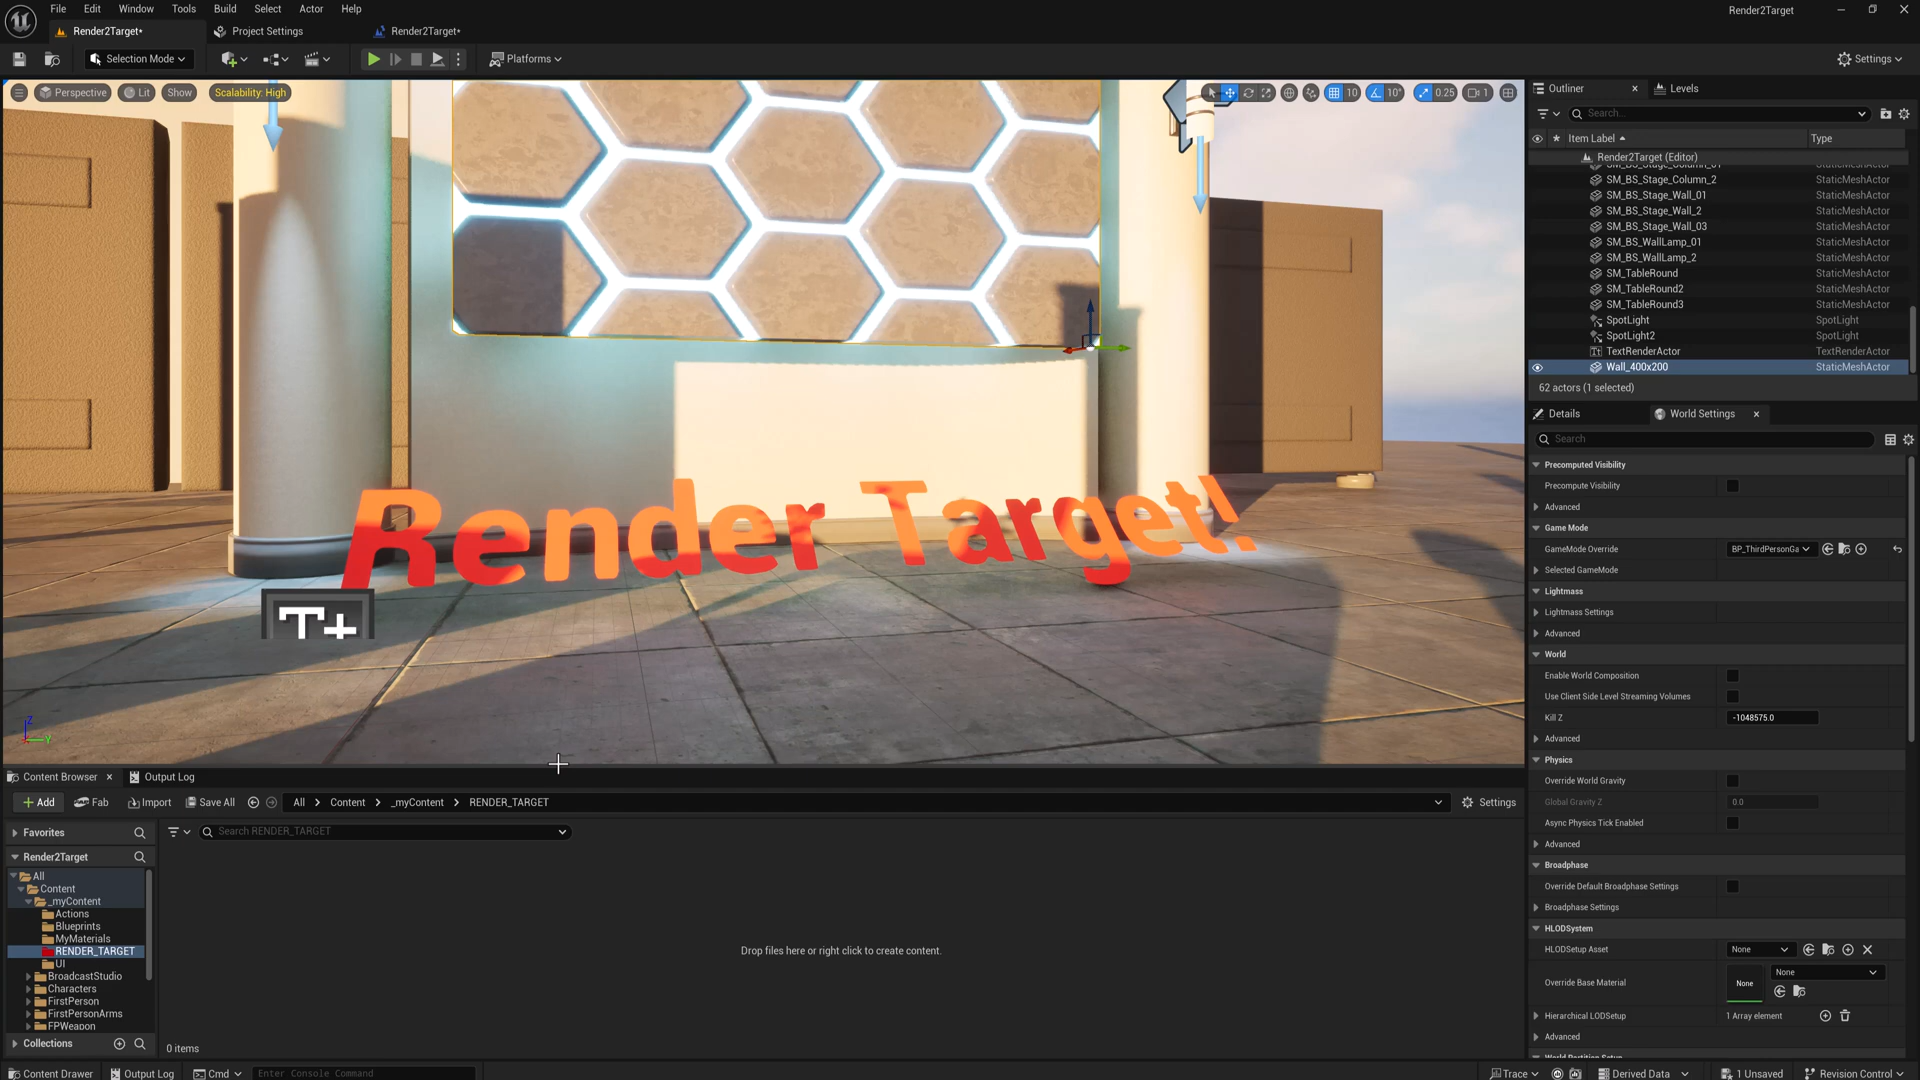 File Edit Window Tools Build Select Actor Help
Render2Target
Render2Target*
Project Settings
Render2Target*
Selection Mode
Platforms
Settings
Perspective
Lit
Show
Scalability: High
10
10°
0.25
1
Render Target!
T+
Z
Y
Outliner
Levels
Search...
Item Label
Type
Render2Target (Editor)
SM_BS_Stage_Column_01 StaticMeshActor
SM_BS_Stage_Column_2 StaticMeshActor
SM_BS_Stage_Wall_01 StaticMeshActor
SM_BS_Stage_Wall_2 StaticMeshActor
SM_BS_Stage_Wall_03 StaticMeshActor
SM_BS_WallLamp_01 StaticMeshActor
SM_BS_WallLamp_2 StaticMeshActor
SM_TableRound StaticMeshActor
SM_TableRound2 StaticMeshActor
SM_TableRound3 StaticMeshActor
SpotLight SpotLight
SpotLight2 SpotLight
TextRenderActor TextRenderActor
Wall_400x200 StaticMeshActor
62 actors (1 selected)
Details
World Settings
Search
Precomputed Visibility
Precompute Visibility
Advanced
Game Mode
GameMode Override BP_ThirdPersonGa
Selected GameMode
Lightmass
Lightmass Settings
Advanced
World
Enable World Composition
Use Client Side Level Streaming Volumes
Kill Z -1048575.0
Advanced
Physics
Override World Gravity
Global Gravity Z 0.0
Async Physics Tick Enabled
Advanced
Broadphase
Override Default Broadphase Settings
Broadphase Settings
HLODSystem
HLODSetup Asset None
Override Base Material None None
Hierarchical LODSetup 1 Array element
Advanced
World Partition Setup
Content Browser
Output Log
Add
Fab
Import
Save All
All > Content > _myContent > RENDER_TARGET
Settings
Favorites
Render2Target
All
Content
_myContent
Actions
Blueprints
MyMaterials
RENDER_TARGET
UI
BroadcastStudio
Characters
FirstPerson
FirstPersonArms
FPWeapon
Collections
Search RENDER_TARGET
Drop files here or right click to create content.
0 items
Content Drawer
Output Log
Cmd
Enter Console Command
Trace
Derived Data
1 Unsaved
Revision Control